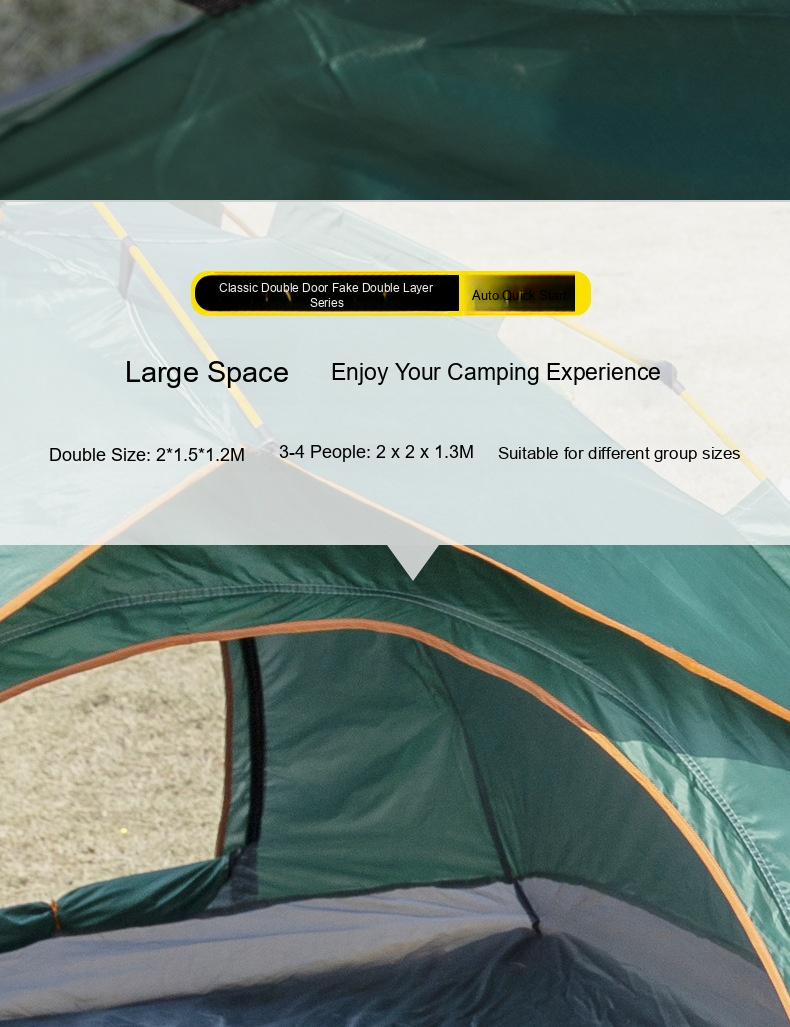 Classic Double Door Fake Double Layer
Series
Auto Quick Start
Large Space
Enjoy Your Camping Experience
Double Size: 2*1.5*1.2M
3-4 People: 2 x 2 x 1.3M
Suitable for different group sizes